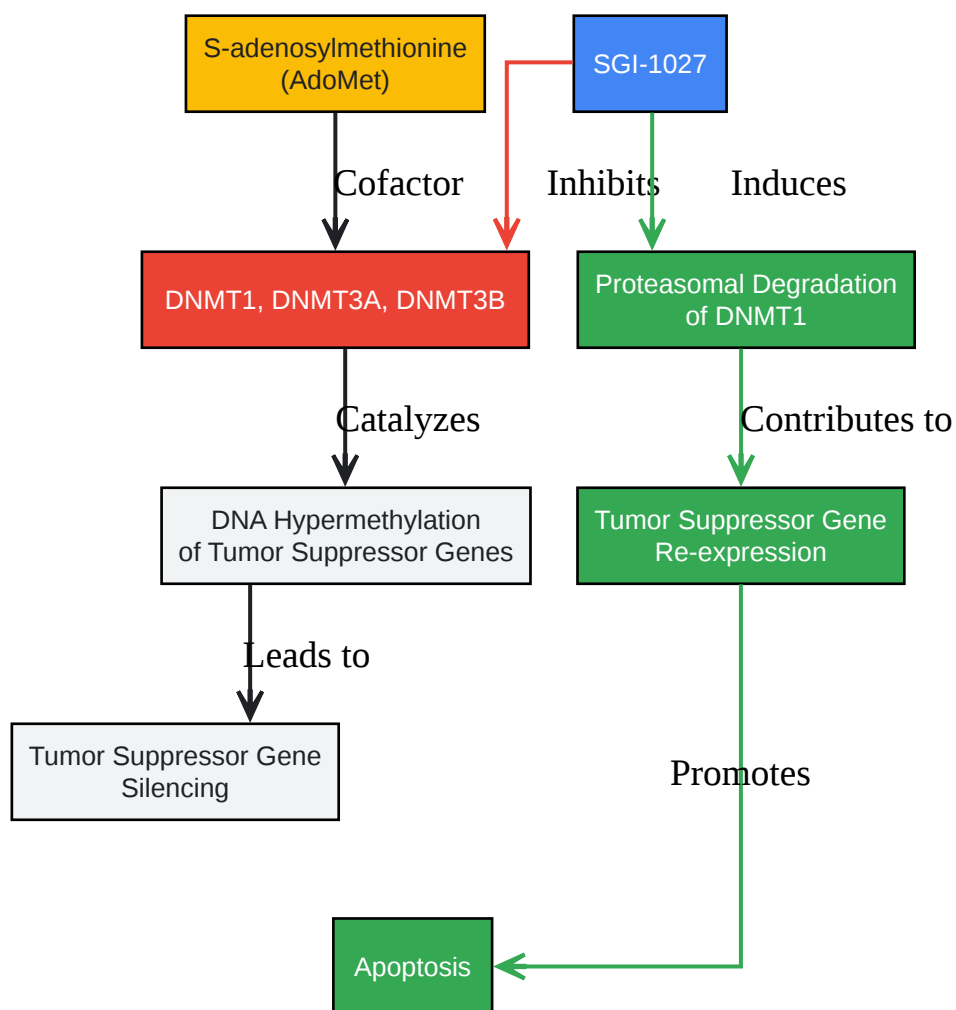 S-adenosylmethionine
(AdoMet)
SGI-1027
Cofactor
Inhibits
Induces
DNMT1, DNMT3A, DNMT3B
Proteasomal Degradation
of DNMT1
Catalyzes
Contributes to
DNA Hypermethylation
of Tumor Suppressor Genes
Tumor Suppressor Gene
Re-expression
Leads to
Tumor Suppressor Gene
Silencing
Promotes
Apoptosis